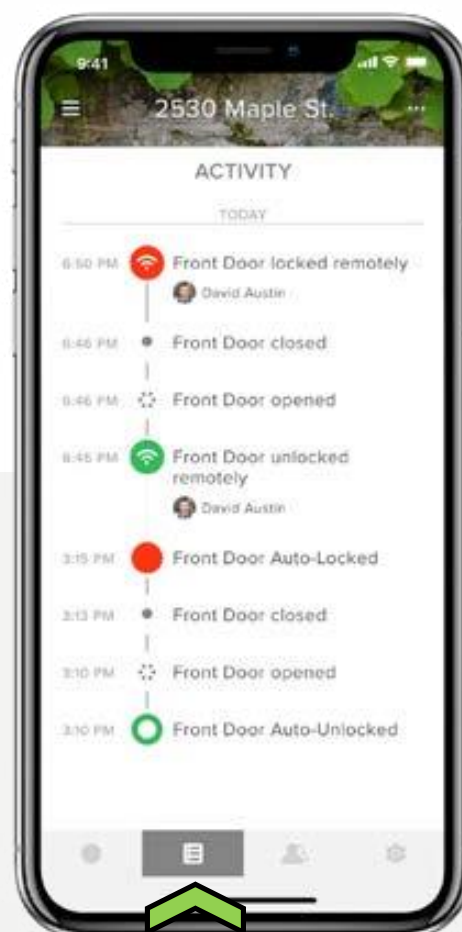 9:41
2530 Maple St.
ACTIVITY
TODAY
6:50 PM Front Door locked remotely
David Austin
6:46 PM Front Door closed
6:46 PM Front Door opened
6:45 PM Front Door unlocked
remotely
David Austin
3:15 PM Front Door Auto-Locked
3:13 PM Front Door closed
3:10 PM Front Door opened
3:10 PM Front Door Auto-Unlocked